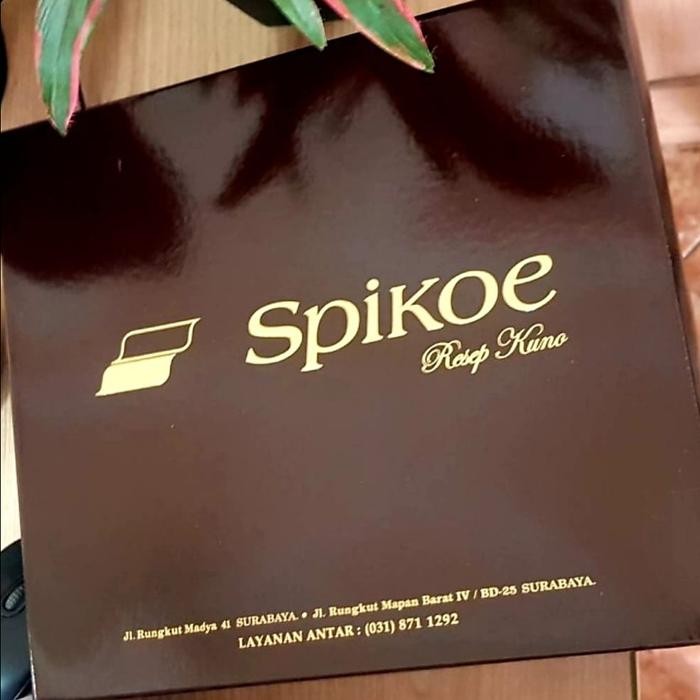 Spikoe
Resep Kuno
Jl. Rungkut Madya 41 SURABAYA. • Jl. Rungkut Mapan Barat IV / BD-25 SURABAYA.
LAYANAN ANTAR : (031) 871 1292